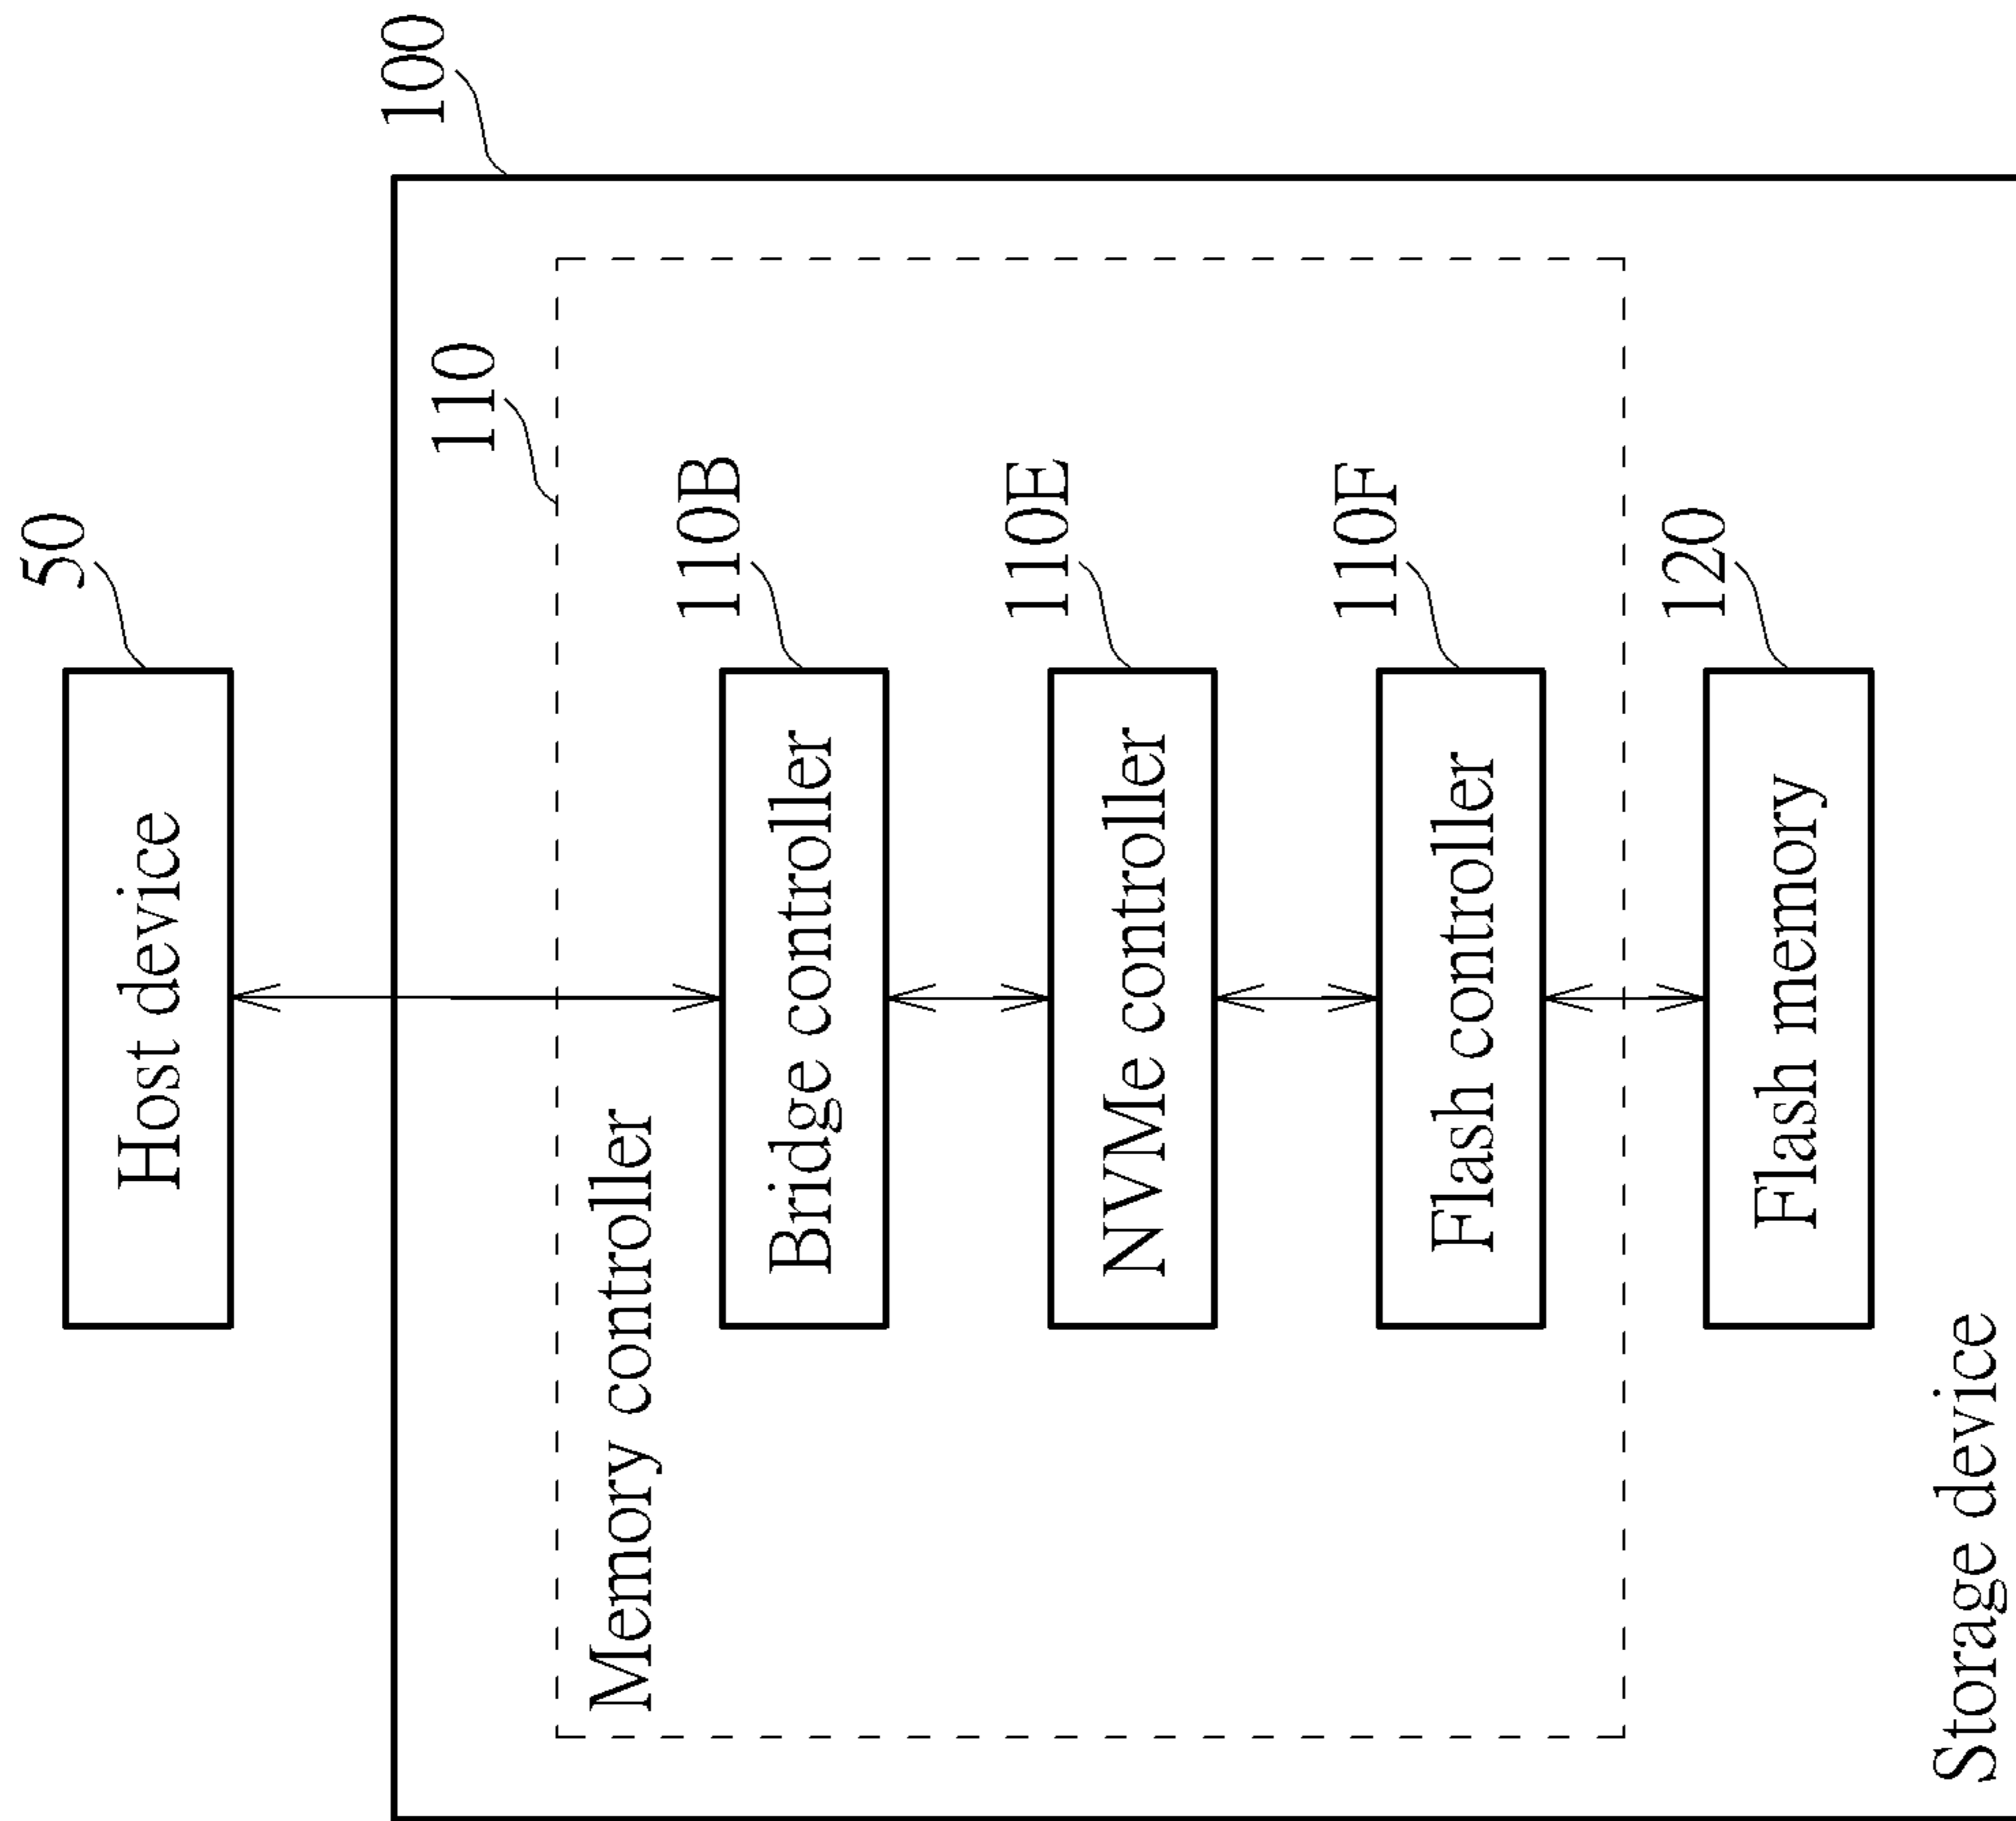 50
Host device
100
110
Memory controller
110B
Bridge controller
110E
NVMe controller
110F
Flash controller
120
Flash memory
Storage device